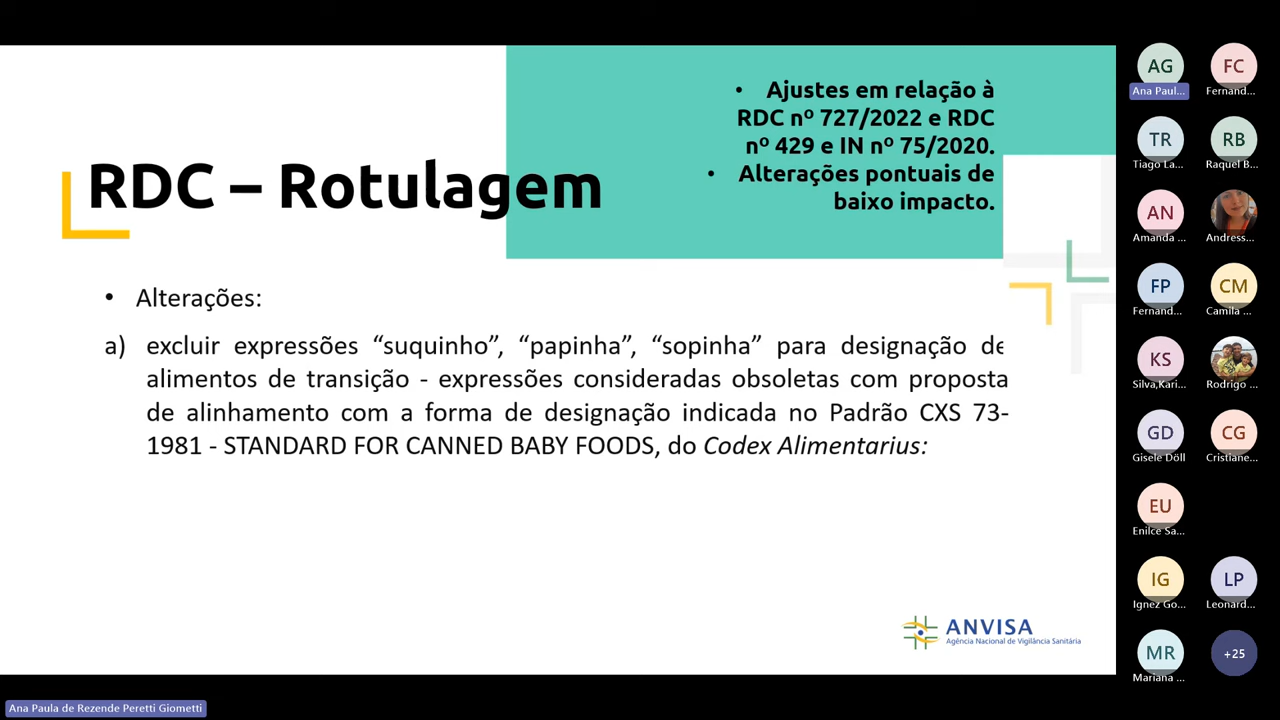 • Ajustes em relação à
RDC nº 727/2022 e RDC
nº 429 e IN nº 75/2020.
• Alterações pontuais de
baixo impacto.
RDC – Rotulagem
• Alterações:
a) excluir expressões “suquinho”, “papinha”, “sopinha” para designação de
alimentos de transição - expressões consideradas obsoletas com proposta
de alinhamento com a forma de designação indicada no Padrão CXS 73-
1981 - STANDARD FOR CANNED BABY FOODS, do Codex Alimentarius:
ANVISA
Agência Nacional de Vigilância Sanitária
AG
Ana Paul...
FC
Fernand...
TR
Tiago La...
RB
Raquel B...
AN
Amanda ...
Andress...
FP
Fernand...
CM
Camila ...
KS
Silva,Kari...
Rodrigo ...
GD
Gisele Döll
CG
Cristiane...
EU
Enilce Sa...
IG
Ignez Go...
LP
Leonard...
MR
Mariana ...
+25
Ana Paula de Rezende Peretti Giometti